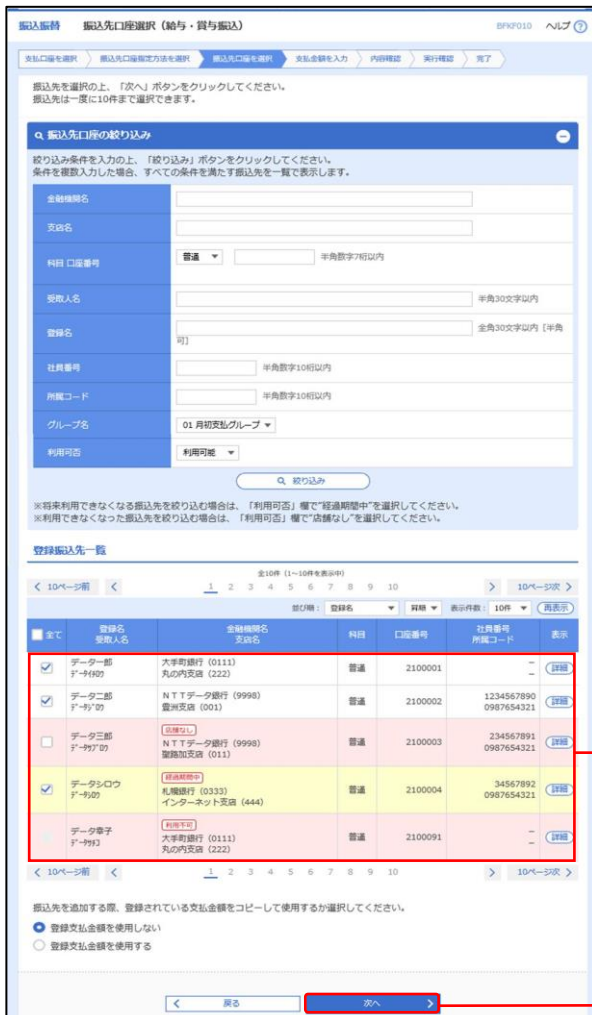 振込振替 振込先口座選択（給与・賞与振込） BFKF010 ヘルプ ?
支払口座を選択 振込先口座指定方法を選択 振込先口座を選択 支払金額を入力 内容確認 実行確認 完了
振込先を選択の上、「次へ」ボタンをクリックしてください。
振込先は一度に10件まで選択できます。
振込先口座の絞り込み
絞り込み条件を入力の上、「絞り込み」ボタンをクリックしてください。
条件を複数入力した場合、すべての条件を満たす振込先を一覧で表示します。
金融機関名
支店名
科目 口座番号 普通 ▼ 半角数字7桁以内
受取人名 半角30文字以内
登録名 全角30文字以内 [半角
可]
社員番号 半角数字10桁以内
所属コード 半角数字10桁以内
グループ名 01 月初支払グループ ▼
利用可否 利用可能 ▼
絞り込み
※将来利用できなくなる振込先を絞り込む場合は、「利用可否」欄で"経過期間中"を選択してください。
※利用できなくなった振込先を絞り込む場合は、「利用可否」欄で"店舗なし"を選択してください。
登録振込先一覧
全10件（1～10件を表示中）
< 10ページ前 < 1 2 3 4 5 6 7 8 9 10 > 10ページ次 >
並び順： 登録名 ▼ 昇順 ▼ 表示件数： 10件 ▼ 再表示
全て 登録名 金融機関名 科目 口座番号 社員番号 表示
受取人名 支店名 所属コード
データ一郎 大手町銀行（0111） 普通 2100001 － 詳細
ﾃﾞｰﾀｲﾁﾛｳ 丸の内支店（222） －
データ二郎 ＮＴＴデータ銀行（9998） 普通 2100002 1234567890 詳細
ﾃﾞｰﾀｼﾞﾛｳ 豊洲支店（001） 0987654321
店舗なし
データ三郎 ＮＴＴデータ銀行（9998） 普通 2100003 234567891 詳細
ﾃﾞｰﾀｻﾌﾞﾛｳ 聖路加支店（011） 0987654321
経過期間中
データシロウ 札幌銀行（0333） 普通 2100004 34567892 詳細
ﾃﾞｰﾀｼﾛｳ インターネット支店（444） 0987654321
利用不可
データ幸子 大手町銀行（0111） 普通 2100091 － 詳細
ﾃﾞｰﾀｻﾁｺ 丸の内支店（222） －
< 10ページ前 < 1 2 3 4 5 6 7 8 9 10 > 10ページ次 >
振込先を追加する際、登録されている支払金額をコピーして使用するか選択してください。
登録支払金額を使用しない
登録支払金額を使用する
< 戻る 次へ >